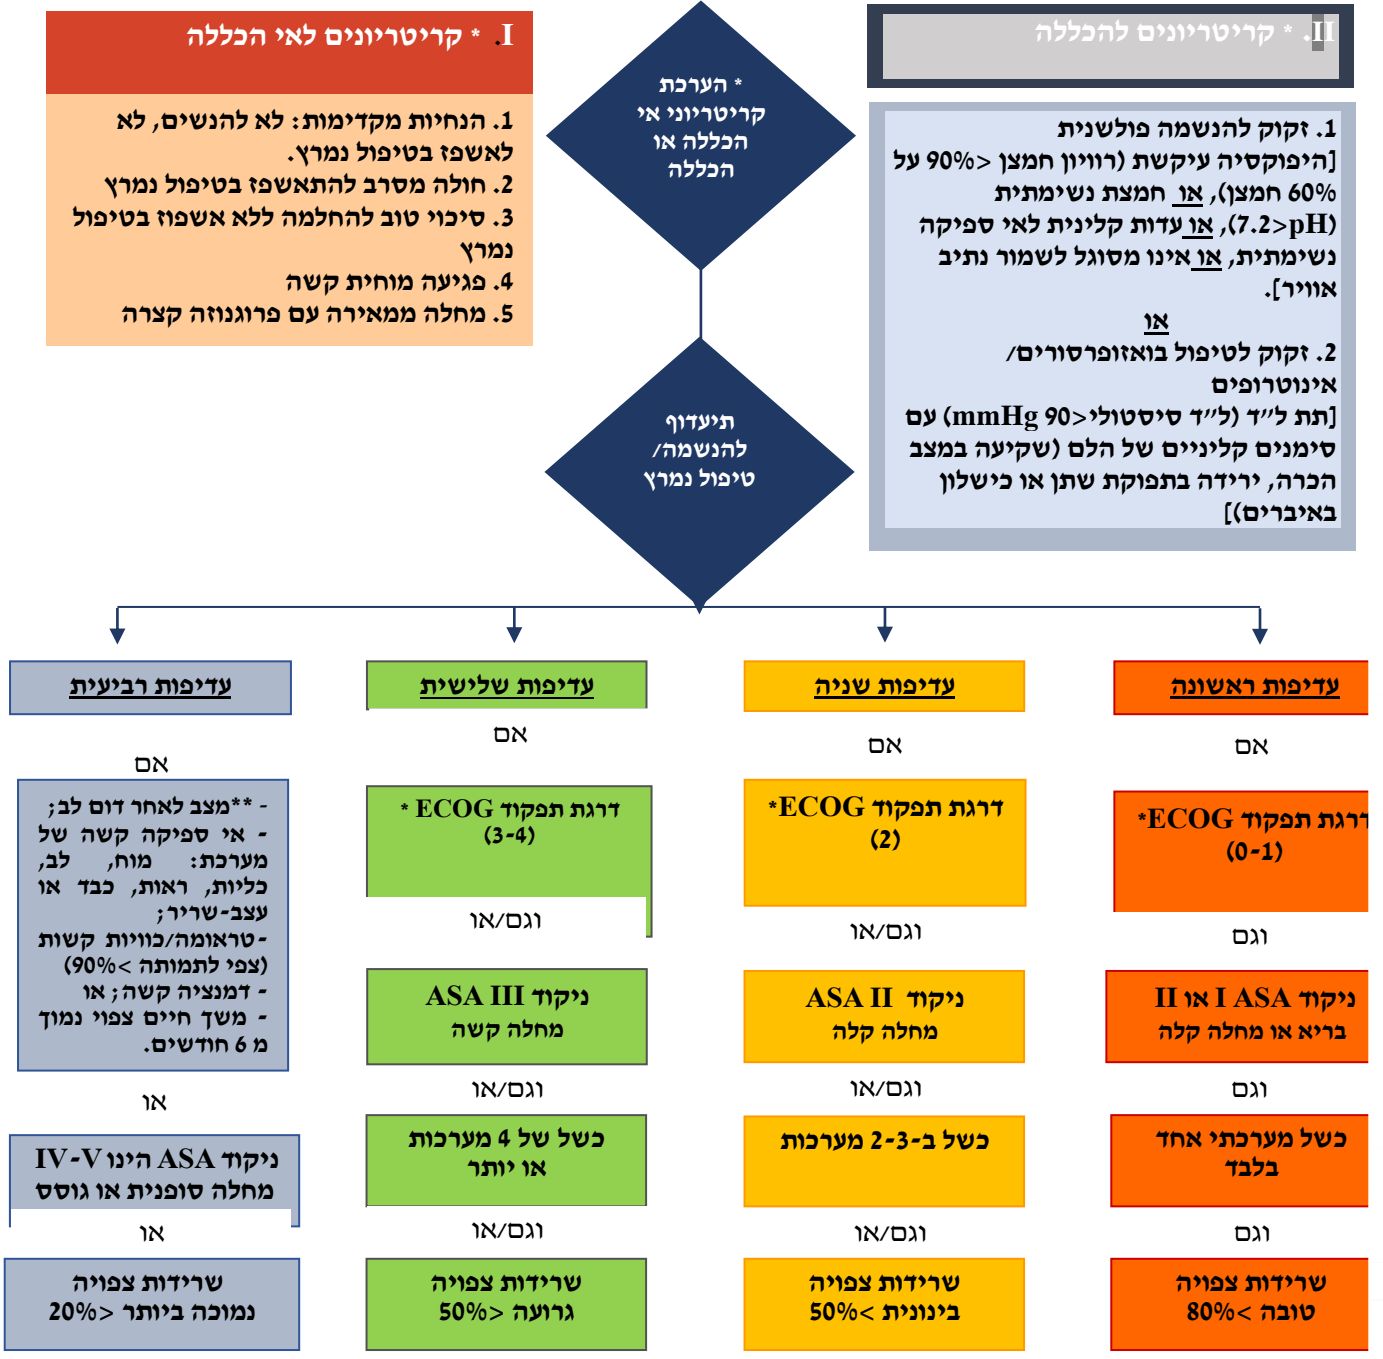 I. * קריטריונים לאי הכללה
1. הנחיות מקדימות: לא להנשים, לא
לאשפז בטיפול נמרץ.
2. חולה מסרב להתאשפז בטיפול נמרץ
3. סיכוי טוב להחלמה ללא אשפוז בטיפול
נמרץ
4. פגיעה מוחית קשה
5. מחלה ממאירה עם פרוגנוזה קצרה
II. * קריטריונים להכללה
1. זקוק להנשמה פולשנית
[היפוקסיה עיקשת (רוויון חמצן <90% על
60% חמצן), או חמצת נשימתית
(pH<7.2), או עדות קלינית לאי ספיקה
נשימתית, או אינו מסוגל לשמור נתיב
אוויר].
או
2. זקוק לטיפול בואזופרסורים/
אינוטרופים
[תת ל״ד (ל״ד סיסטולי<90 mmHg) עם
סימנים קליניים של הלם (שקיעה במצב
הכרה, ירידה בתפוקת שתן או כישלון
באיברים)]
* הערכת
קריטריוני אי
הכללה או
הכללה
תיעדוף
להנשמה/
טיפול נמרץ
עדיפות ראשונה
אם
דרגת תפקוד ECOG*
(0-1)
וגם
ניקוד I ASA או II
בריא או מחלה קלה
וגם
כשל מערכתי אחד
בלבד
וגם
שרידות צפויה
טובה >80%
עדיפות שניה
אם
דרגת תפקוד ECOG*
(2)
וגם/או
ניקוד ASA II
מחלה קלה
וגם/או
כשל ב-2-3 מערכות
וגם/או
שרידות צפויה
בינונית >50%
עדיפות שלישית
אם
דרגת תפקוד ECOG *
(3-4)
וגם/או
ניקוד ASA III
מחלה קשה
וגם/או
כשל של 4 מערכות
או יותר
וגם/או
שרידות צפויה
גרועה <50%
עדיפות רביעית
אם
- **מצב לאחר דום לב;
- אי ספיקה קשה של
מערכת: מוח, לב,
כליות, ראות, כבד או
עצב-שריר;
-טראומה/כוויות קשות
(צפי לתמותה >90%)
- דמנציה קשה; או
- משך חיים צפוי נמוך
מ 6 חודשים.
או
ניקוד ASA הינו IV-V
מחלה סופנית או גוסס
או
שרידות צפויה
נמוכה ביותר <20%